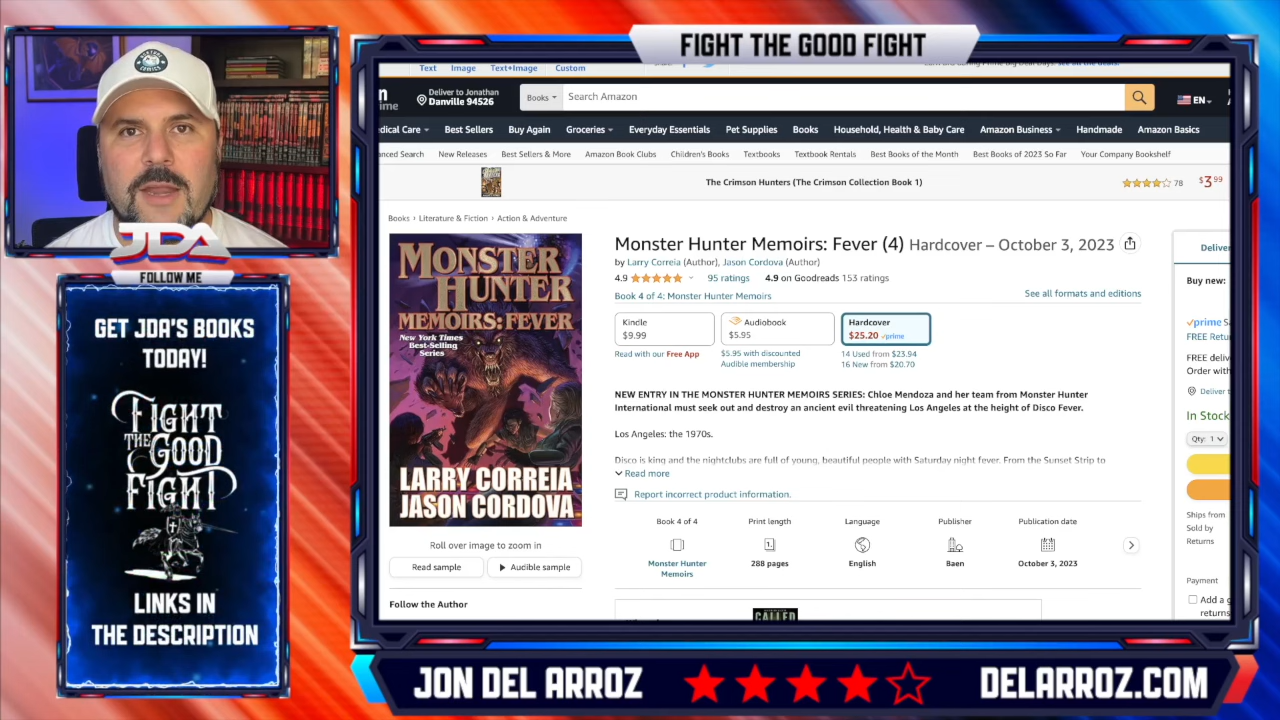 FIGHT THE GOOD FIGHT
JDA
FOLLOW ME
GET JDA'S BOOKS
TODAY!
FIGHT
THE GOOD
FIGHT
LINKS IN
THE DESCRIPTION
Text Image Text+Image Custom
Deliver to Jonathan
Danville 94526
Books
Search Amazon
EN
dical Care Best Sellers Buy Again Groceries Everyday Essentials Pet Supplies Books Household, Health & Baby Care Amazon Business Handmade Amazon Basics
anced Search New Releases Best Sellers & More Amazon Book Clubs Children's Books Textbooks Textbook Rentals Best Books of the Month Best Books of 2023 So Far Your Company Bookshelf
The Crimson Hunters (The Crimson Collection Book 1) 78 $3.99
Books › Literature & Fiction › Action & Adventure
MONSTER
HUNTER
MEMOIRS: FEVER
New York Times
Best-Selling
Series
LARRY CORREIA
JASON CORDOVA
Roll over image to zoom in
Read sample Audible sample
Follow the Author
Monster Hunter Memoirs: Fever (4) Hardcover – October 3, 2023
by Larry Correia (Author), Jason Cordova (Author)
4.9 95 ratings 4.9 on Goodreads 153 ratings
Book 4 of 4: Monster Hunter Memoirs
See all formats and editions
Kindle
$9.99
Read with our Free App
Audiobook
$5.95
$5.95 with discounted
Audible membership
Hardcover
$25.20 prime
14 Used from $23.94
16 New from $20.70
NEW ENTRY IN THE MONSTER HUNTER MEMOIRS SERIES: Chloe Mendoza and her team from Monster Hunter
International must seek out and destroy an ancient evil threatening Los Angeles at the height of Disco Fever.
Los Angeles: the 1970s.
Disco is king and the nightclubs are full of young, beautiful people with Saturday night fever. From the Sunset Strip to
Read more
Report incorrect product information.
Book 4 of 4
Monster Hunter
Memoirs
Print length
288 pages
Language
English
Publisher
Baen
Publication date
October 3, 2023
CALLED
Deliver
Buy new:
prime
FREE Retu
FREE deliv
Order with
Deliver t
In Stock
Qty: 1
Ships from
Sold by
Returns
Payment
Add a g
returns
JON DEL ARROZ
DELARROZ.COM